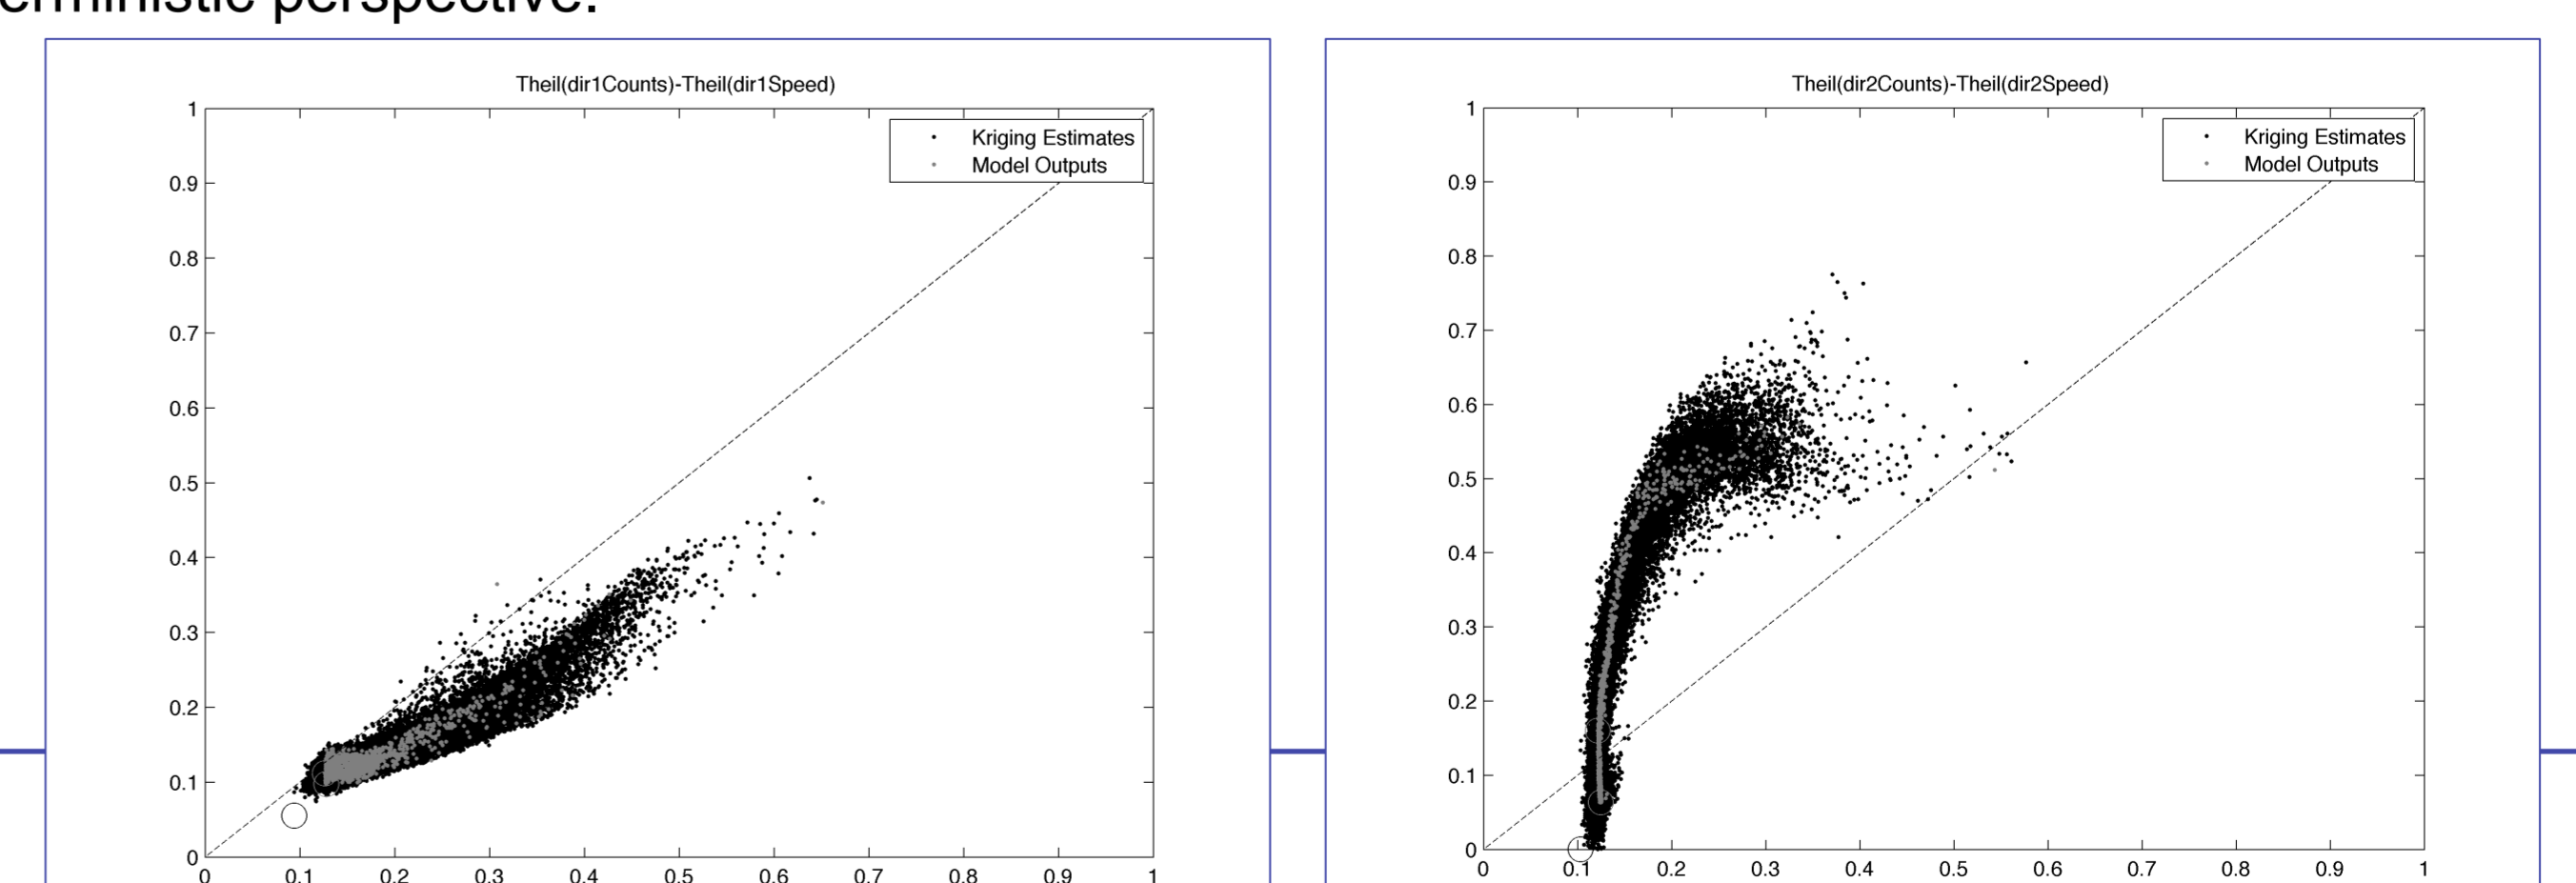 perspective.
Theil(dir1Counts)-Theil(dir1Speed)
1
0.9
0.8
0.7
0.6
0.5
0.4
0.3
0.2
0.1
0
Kriging Estimates
Model Outputs
0 0.1 0.2 0.3 0.4 0.5 0.6 0.7 0.8 0.9 1
Theil(dir2Counts)-Theil(dir2Speed)
1
0.9
0.8
0.7
0.6
0.5
0.4
0.3
0.2
0.1
0
Kriging Estimates
Model Outputs
0 0.1 0.2 0.3 0.4 0.5 0.6 0.7 0.8 0.9 1